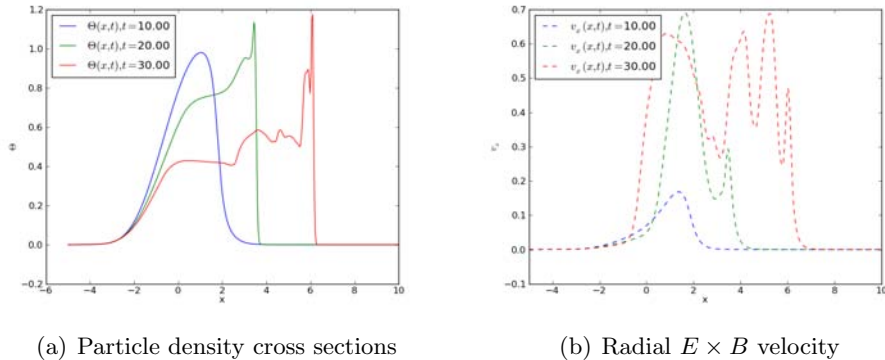 1.2
1.0
0.8
0.6
0.4
0.2
0.0
−0.2
Θ
Θ(x,t),t=10.00
Θ(x,t),t=20.00
Θ(x,t),t=30.00
−6 −4 −2 0 2 4 6 8 10
x
(a) Particle density cross sections
0.7
0.6
0.5
0.4
0.3
0.2
0.1
0.0
−0.1
v_x
v_x(x,t),t=10.00
v_x(x,t),t=20.00
v_x(x,t),t=30.00
−4 −2 0 2 4 6 8 10
x
(b) Radial E × B velocity